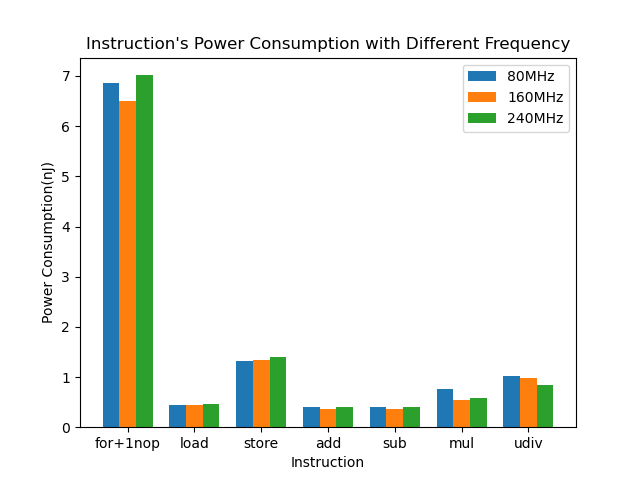 Instruction's Power Consumption with Different Frequency
80MHz
160MHz
240MHz
Power Consumption(nJ)
7
6
5
4
3
2
1
0
for+1nop load store add sub mul udiv
Instruction